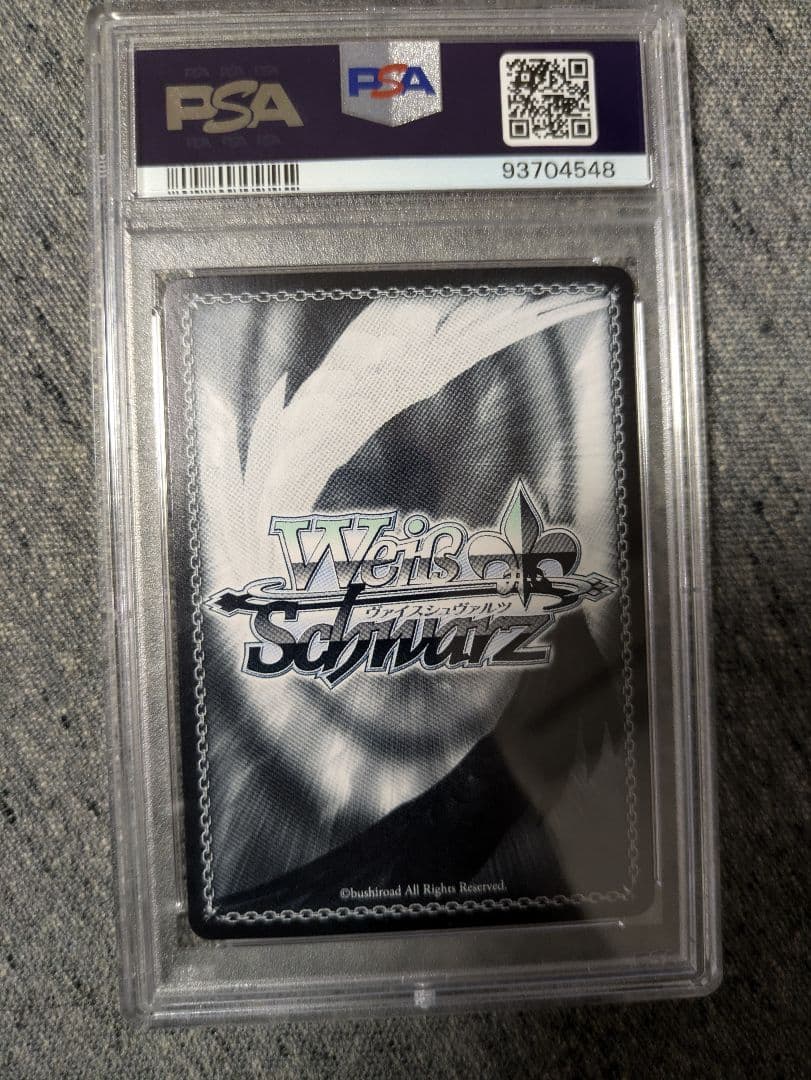 PSA
PSA
93704548
Weiß
ヴァイスシュヴァルツ
Schwarz
©bushiroad All Rights Reserved.